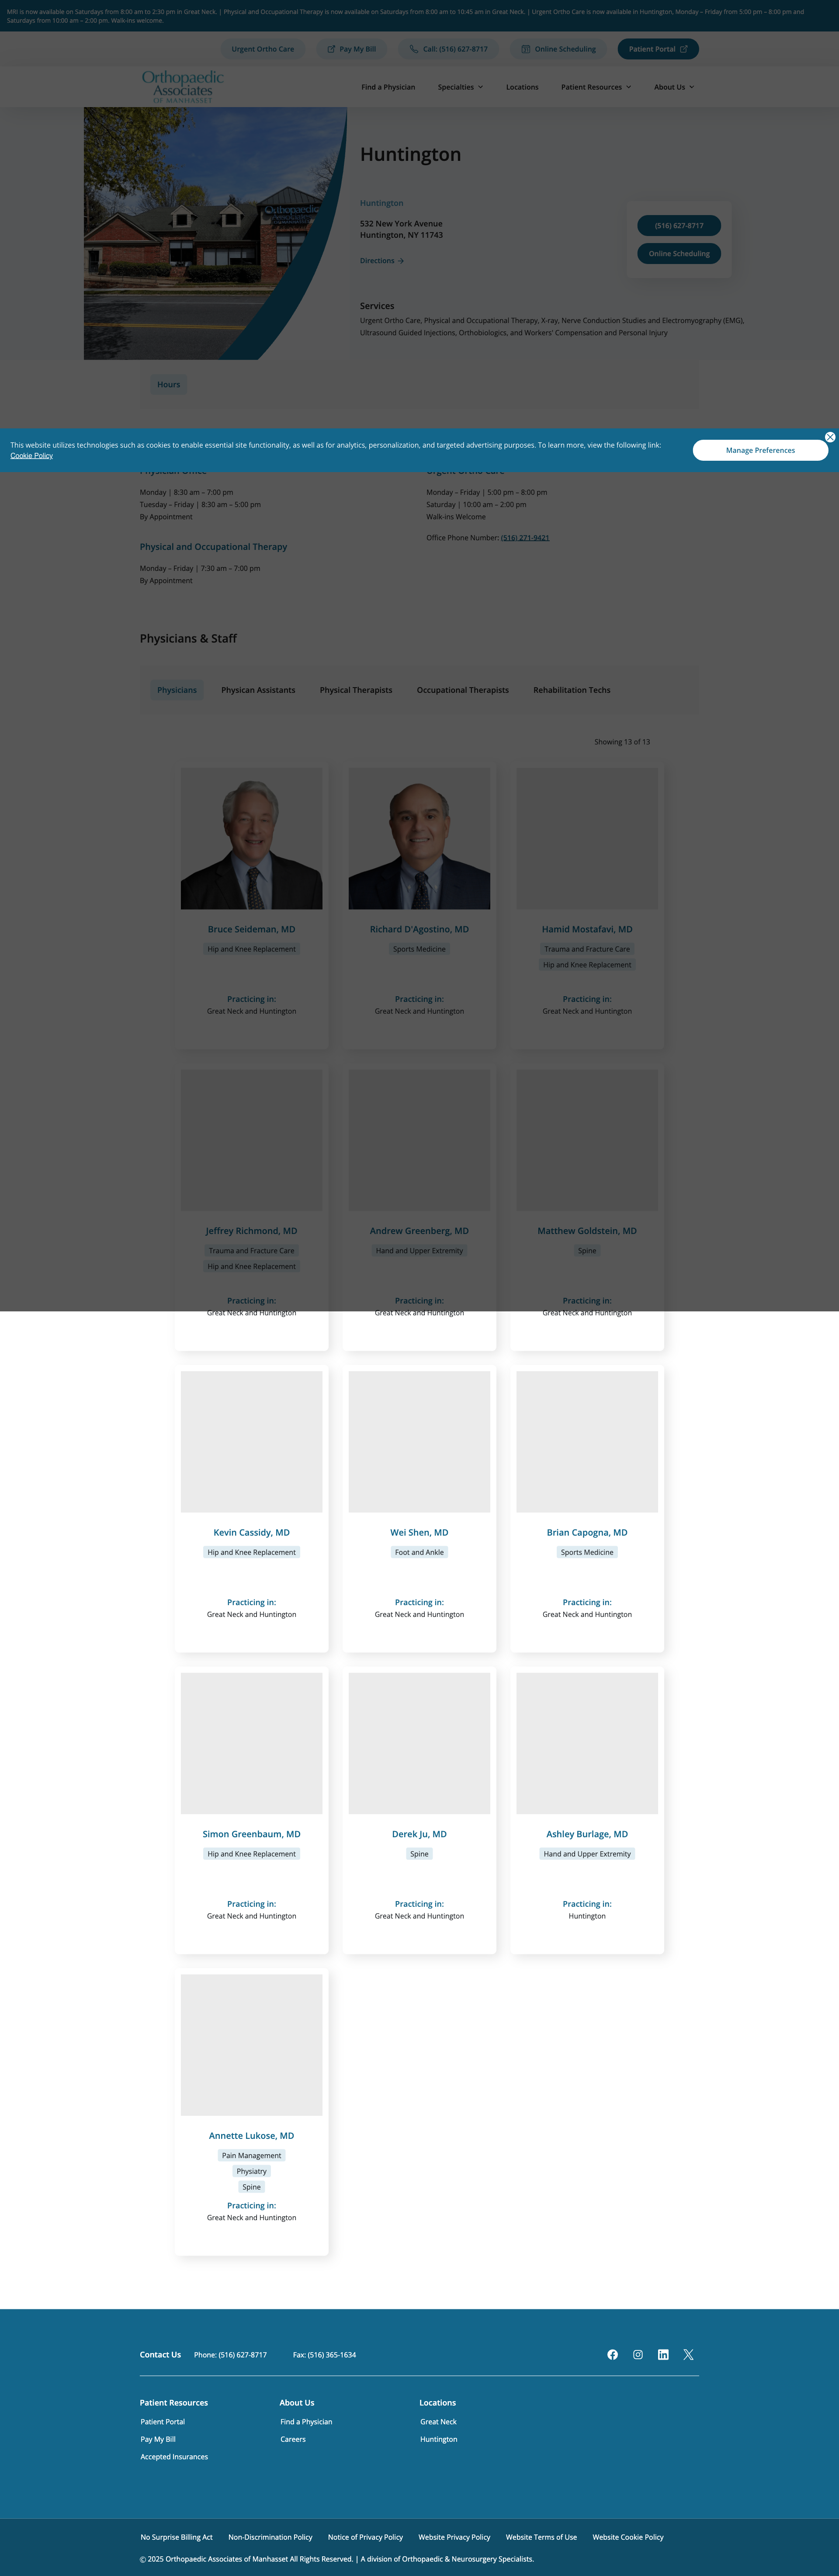 MRI is now available on Saturdays from 8:00 am to 2:30 pm in Great Neck. | Physical and Occupational Therapy is now available on Saturdays from 8:00 am to 10:45 am in Great Neck. | Urgent Ortho Care is now available in Huntington, Monday – Friday from 5:00 pm – 8:00 pm and
Saturdays from 10:00 am – 2:00 pm. Walk-ins welcome.
Urgent Ortho Care
Pay My Bill
Call: (516) 627-8717
Online Scheduling
Patient Portal
Orthopaedic
Associates
OF MANHASSET
Find a Physician
Specialties
Locations
Patient Resources
About Us
Orthopaedic
Huntington
Huntington
532 New York Avenue
Huntington, NY 11743
Directions
(516) 627-8717
Online Scheduling
Services
Urgent Ortho Care, Physical and Occupational Therapy, X-ray, Nerve Conduction Studies and Electromyography (EMG),
Ultrasound Guided Injections, Orthobiologics, and Workers' Compensation and Personal Injury
Hours
This website utilizes technologies such as cookies to enable essential site functionality, as well as for analytics, personalization, and targeted advertising purposes. To learn more, view the following link:
Cookie Policy
Manage Preferences
Physician Office
Monday | 8:30 am – 7:00 pm
Tuesday – Friday | 8:30 am – 5:00 pm
By Appointment
Urgent Ortho Care
Monday – Friday | 5:00 pm – 8:00 pm
Saturday | 10:00 am – 2:00 pm
Walk-ins Welcome
Office Phone Number: (516) 271-9421
Physical and Occupational Therapy
Monday – Friday | 7:30 am – 7:00 pm
By Appointment
Physicians & Staff
Physicians
Physican Assistants
Physical Therapists
Occupational Therapists
Rehabilitation Techs
Showing 13 of 13
Bruce Seideman, MD
Hip and Knee Replacement
Practicing in:
Great Neck and Huntington
Richard D'Agostino, MD
Sports Medicine
Practicing in:
Great Neck and Huntington
Hamid Mostafavi, MD
Trauma and Fracture Care
Hip and Knee Replacement
Practicing in:
Great Neck and Huntington
Jeffrey Richmond, MD
Trauma and Fracture Care
Hip and Knee Replacement
Practicing in:
Great Neck and Huntington
Andrew Greenberg, MD
Hand and Upper Extremity
Practicing in:
Great Neck and Huntington
Matthew Goldstein, MD
Spine
Practicing in:
Great Neck and Huntington
Kevin Cassidy, MD
Hip and Knee Replacement
Practicing in:
Great Neck and Huntington
Wei Shen, MD
Foot and Ankle
Practicing in:
Great Neck and Huntington
Brian Capogna, MD
Sports Medicine
Practicing in:
Great Neck and Huntington
Simon Greenbaum, MD
Hip and Knee Replacement
Practicing in:
Great Neck and Huntington
Derek Ju, MD
Spine
Practicing in:
Great Neck and Huntington
Ashley Burlage, MD
Hand and Upper Extremity
Practicing in:
Huntington
Annette Lukose, MD
Pain Management
Physiatry
Spine
Practicing in:
Great Neck and Huntington
Contact Us
Phone: (516) 627-8717
Fax: (516) 365-1634
Patient Resources
Patient Portal
Pay My Bill
Accepted Insurances
About Us
Find a Physician
Careers
Locations
Great Neck
Huntington
No Surprise Billing Act
Non-Discrimination Policy
Notice of Privacy Policy
Website Privacy Policy
Website Terms of Use
Website Cookie Policy
© 2025 Orthopaedic Associates of Manhasset All Rights Reserved. | A division of Orthopaedic & Neurosurgery Specialists.